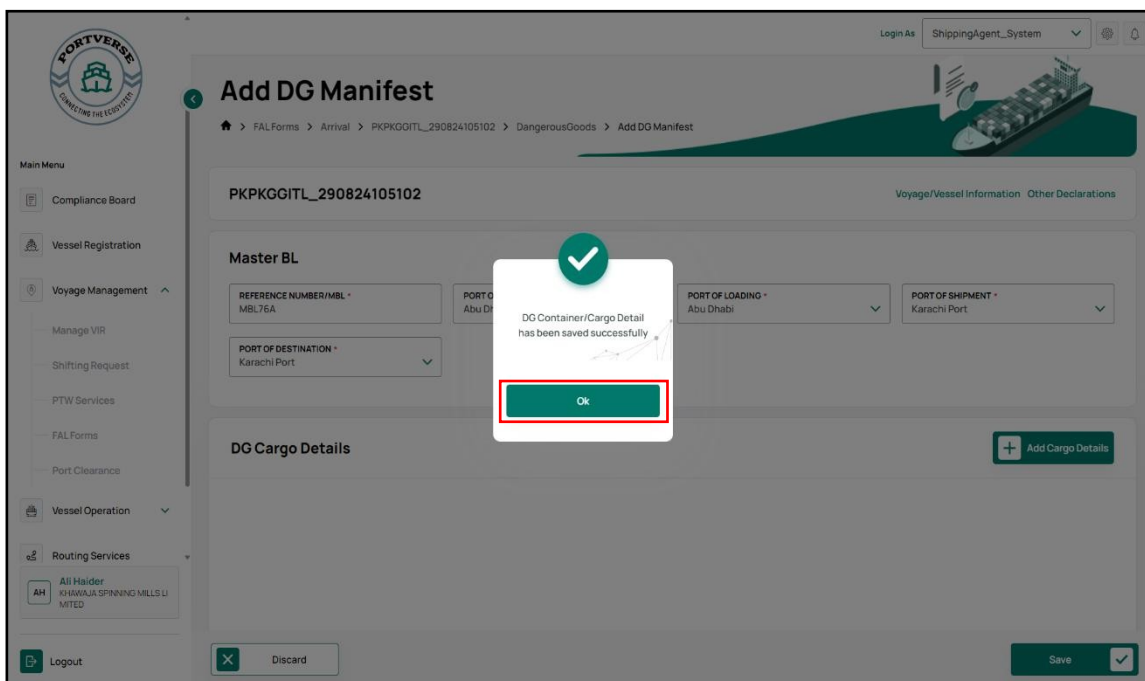 PORTVERSE
CONNECTING THE ECOSYSTEM
Login As
ShippingAgent_System
Add DG Manifest
> FAL Forms > Arrival > PKPKGGITL_290824105102 > DangerousGoods > Add DG Manifest
Main Menu
Compliance Board
Vessel Registration
Voyage Management
Manage VIR
Shifting Request
PTW Services
FAL Forms
Port Clearance
Vessel Operation
Routing Services
AH
Ali Haider
KHAWAJA SPINNING MILLS LI
MITED
Logout
PKPKGGITL_290824105102
Voyage/Vessel Information Other Declarations
Master BL
REFERENCE NUMBER/MBL *
MBL76A
PORT O
Abu Dh
PORT OF LOADING *
Abu Dhabi
PORT OF SHIPMENT *
Karachi Port
PORT OF DESTINATION *
Karachi Port
DG Container/Cargo Detail
has been saved successfully
Ok
DG Cargo Details
+ Add Cargo Details
Discard
Save